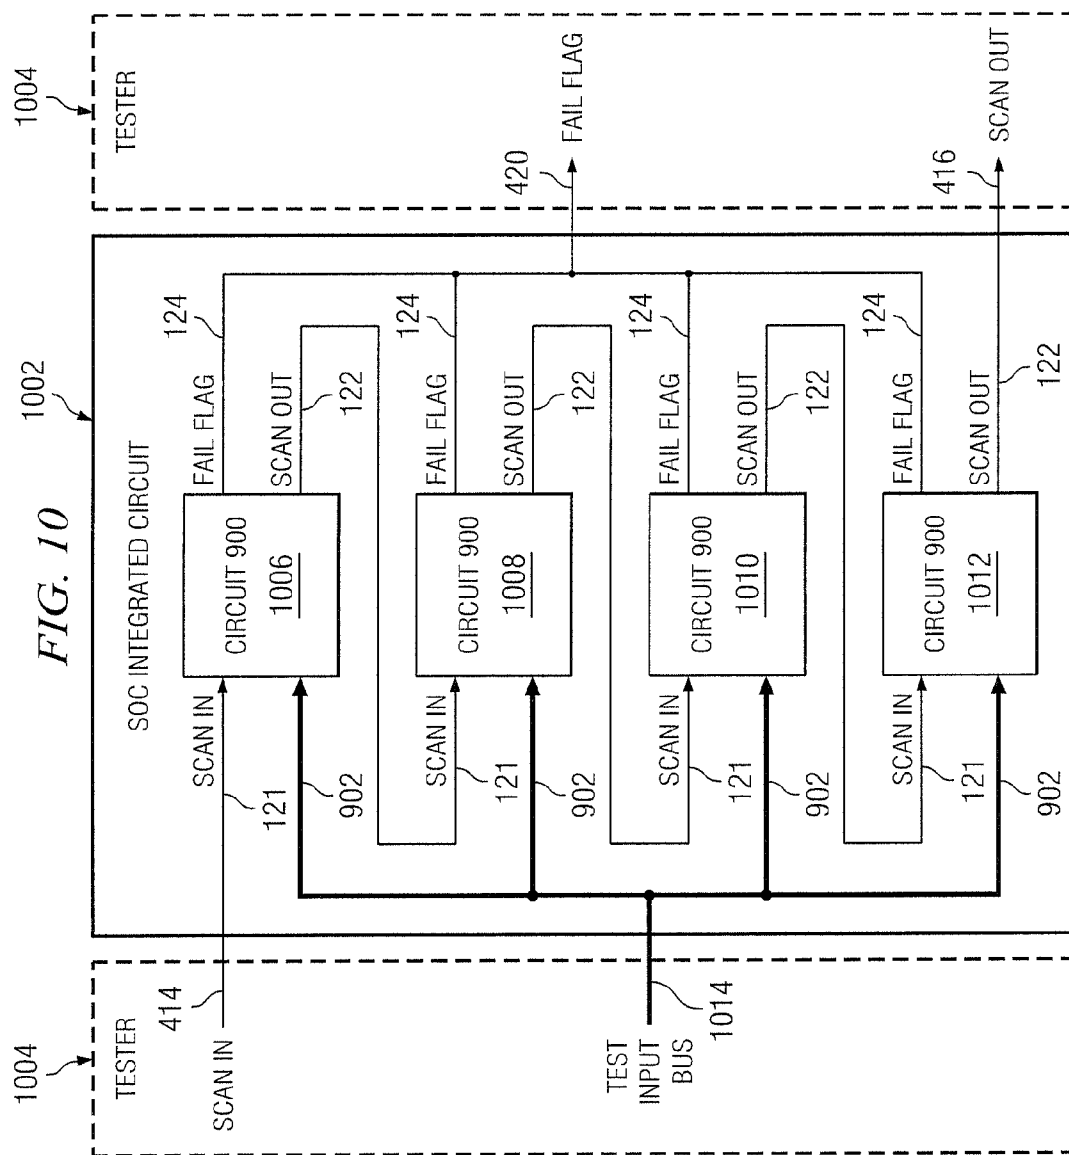 FIG. 10
1004
TESTER
SCAN IN
414
TEST
INPUT
BUS
1014
1002
SOC INTEGRATED CIRCUIT
SCAN IN
121
902
CIRCUIT 900
1006
FAIL FLAG
124
SCAN OUT
122
SCAN IN
121
902
CIRCUIT 900
1008
FAIL FLAG
124
SCAN OUT
122
SCAN IN
121
902
CIRCUIT 900
1010
FAIL FLAG
124
SCAN OUT
122
SCAN IN
121
902
CIRCUIT 900
1012
FAIL FLAG
124
SCAN OUT
122
1004
TESTER
420
FAIL FLAG
416
SCAN OUT